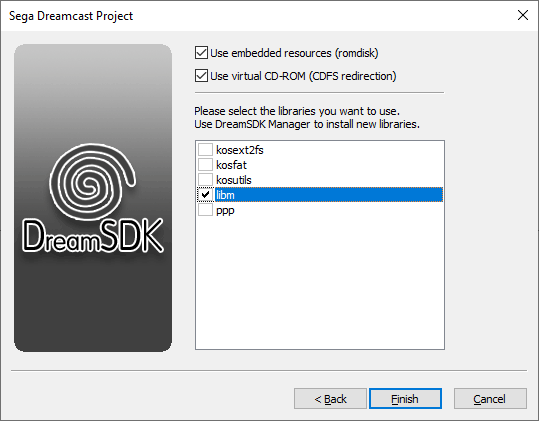 Sega Dreamcast Project
Use embedded resources (romdisk)
Use virtual CD-ROM (CDFS redirection)
Please select the libraries you want to use.
Use DreamSDK Manager to install new libraries.
kosext2fs
kosfat
kosutils
libm
ppp
DreamSDK
< Back
Finish
Cancel